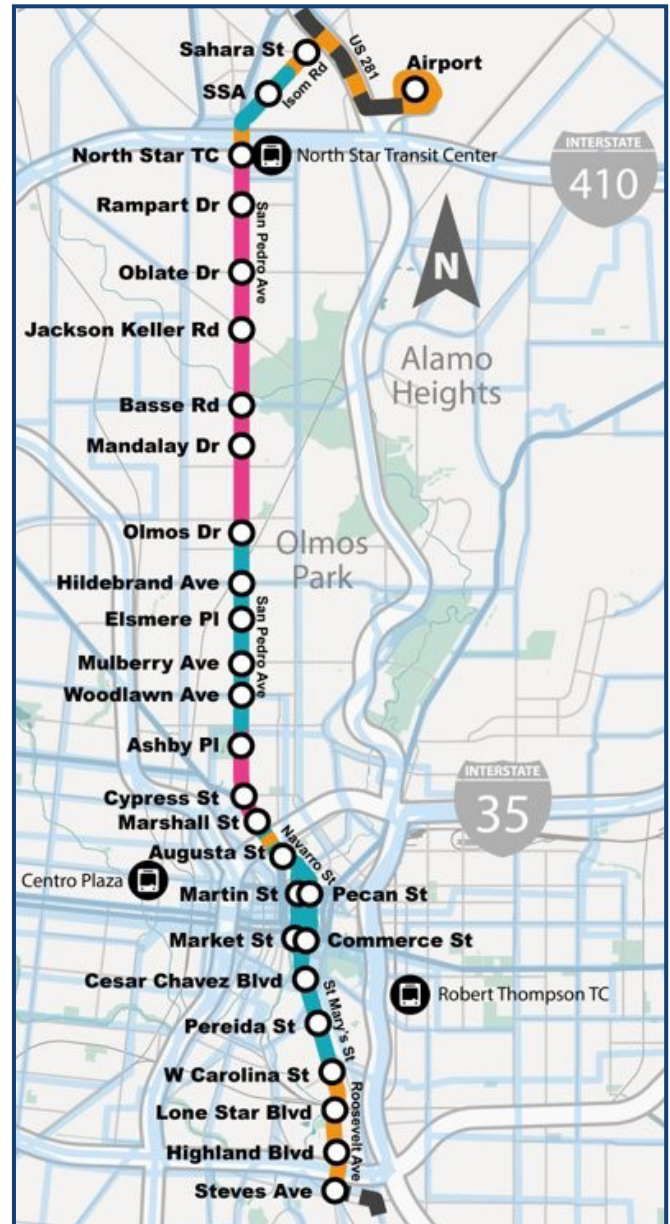 Sahara St
US 281
Airport
SSA
Isom Rd
North Star TC
North Star Transit Center
INTERSTATE
410
Rampart Dr
San Pedro Ave
N
Oblate Dr
Jackson Keller Rd
Alamo
Heights
Basse Rd
Mandalay Dr
Olmos Dr
Olmos
Park
Hildebrand Ave
San Pedro Ave
Elsmere Pl
Mulberry Ave
Woodlawn Ave
Ashby Pl
INTERSTATE
35
Cypress St
Marshall St
Navarro St
Augusta St
Centro Plaza
Martin St
Pecan St
Market St
Commerce St
Cesar Chavez Blvd
St Mary's St
Robert Thompson TC
Pereida St
W Carolina St
Roosevelt Ave
Lone Star Blvd
Highland Blvd
Steves Ave